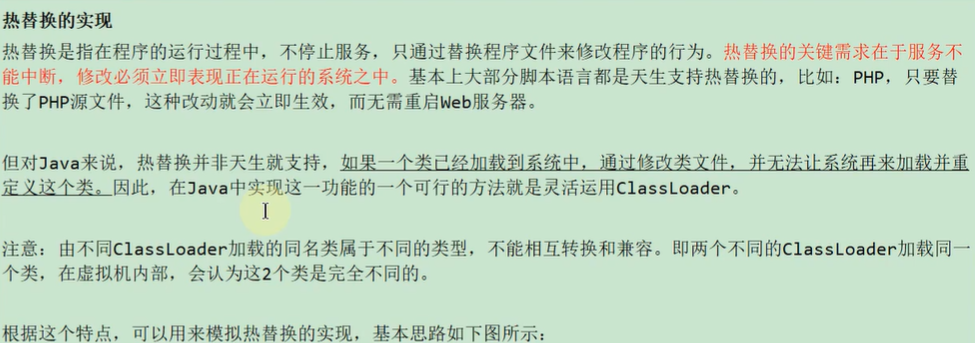 热替换的实现
热替换是指在程序的运行过程中，不停止服务，只通过替换程序文件来修改程序的行为。热替换的关键需求在于服务不
能中断，修改必须立即表现正在运行的系统之中。基本上大部分脚本语言都是天生支持热替换的，比如：PHP，只要替
换了PHP源文件，这种改动就会立即生效，而无需重启Web服务器。
但对Java来说，热替换并非天生就支持，如果一个类已经加载到系统中，通过修改类文件，并无法让系统再来加载并重
定义这个类。因此，在Java中实现这一功能的一个可行的方法就是灵活运用ClassLoader。
注意：由不同ClassLoader加载的同名类属于不同的类型，不能相互转换和兼容。即两个不同的ClassLoader加载同一
个类，在虚拟机内部，会认为这2个类是完全不同的。
根据这个特点，可以用来模拟热替换的实现，基本思路如下图所示：